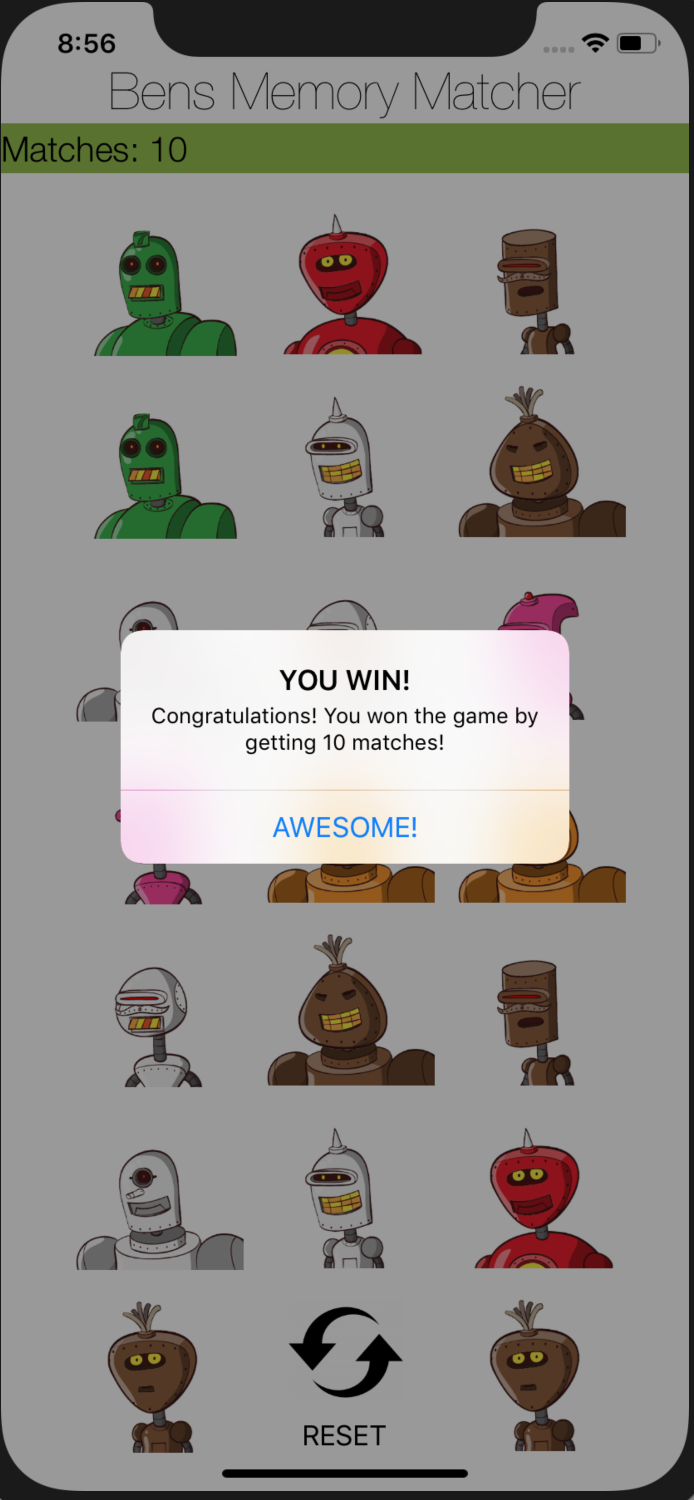 8:56
Bens Memory Matcher
Matches: 10
YOU WIN!
Congratulations! You won the game by
getting 10 matches!
AWESOME!
RESET